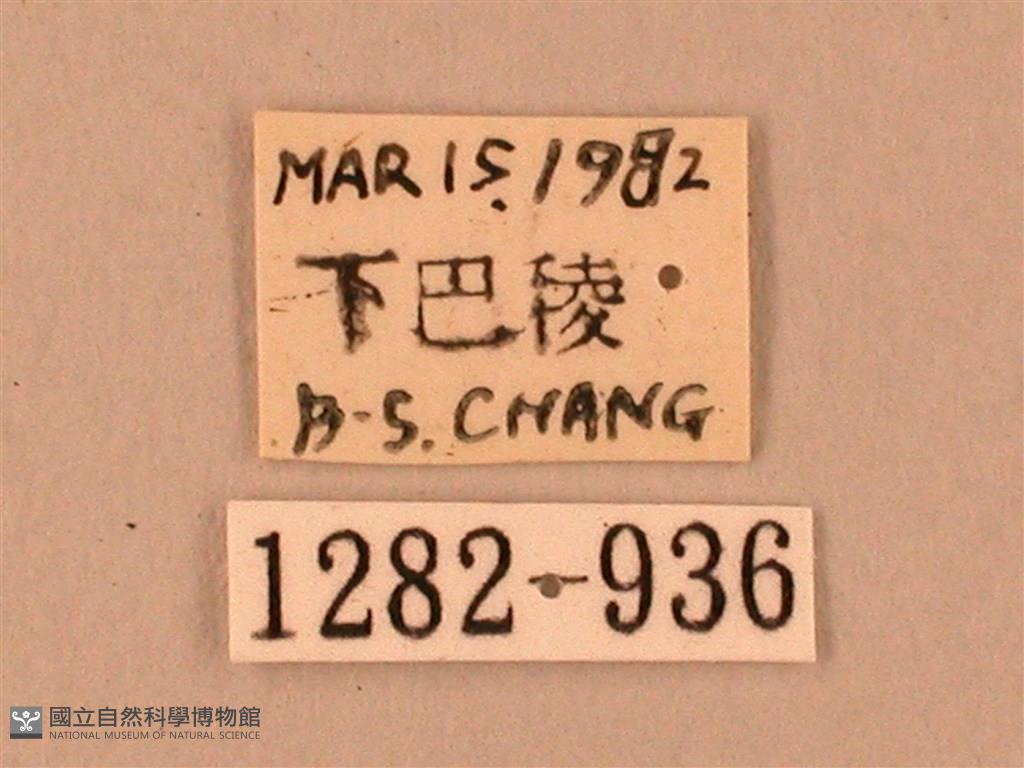 MAR 15. 1982
下巴稜
B-S. CHANG
1282-936
國立自然科學博物館
NATIONAL MUSEUM OF NATURAL SCIENCE